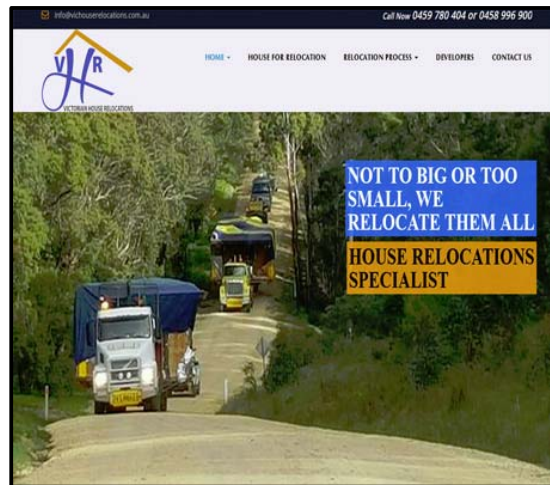 info@vichouserelocations.com.au
Call Now 0459 780 404 or 0458 996 900
V H R
VICTORIAN HOUSE RELOCATIONS
HOME HOUSE FOR RELOCATION RELOCATION PROCESS DEVELOPERS CONTACT US
NOT TO BIG OR TOO
SMALL, WE
RELOCATE THEM ALL
HOUSE RELOCATIONS
SPECIALIST